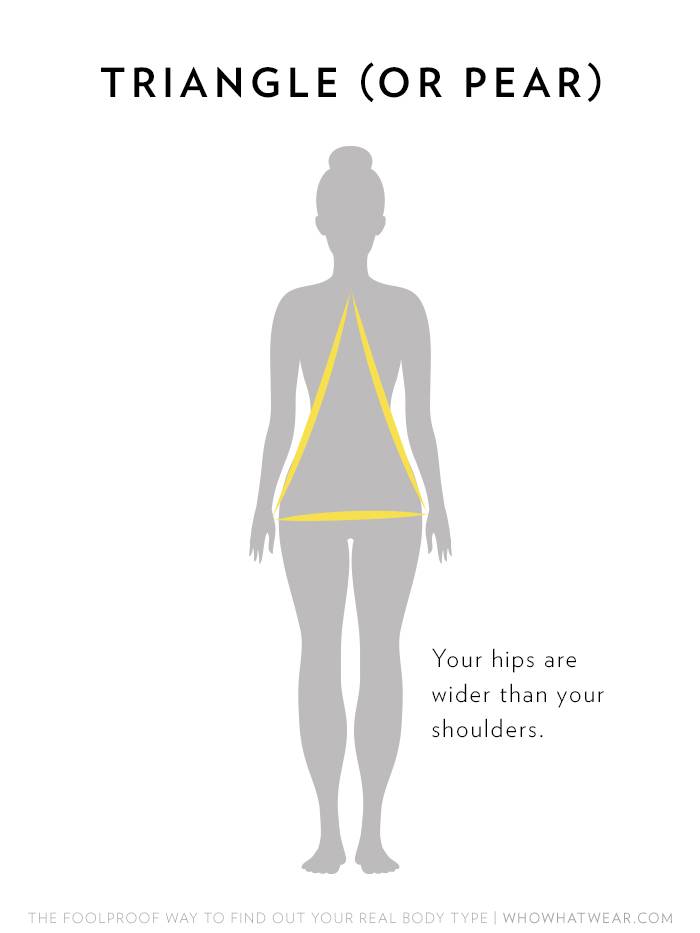 TRIANGLE (OR PEAR)
Your hips are
wider than your
shoulders.
THE FOOLPROOF WAY TO FIND OUT YOUR REAL BODY TYPE | WHOWHATWEAR.COM